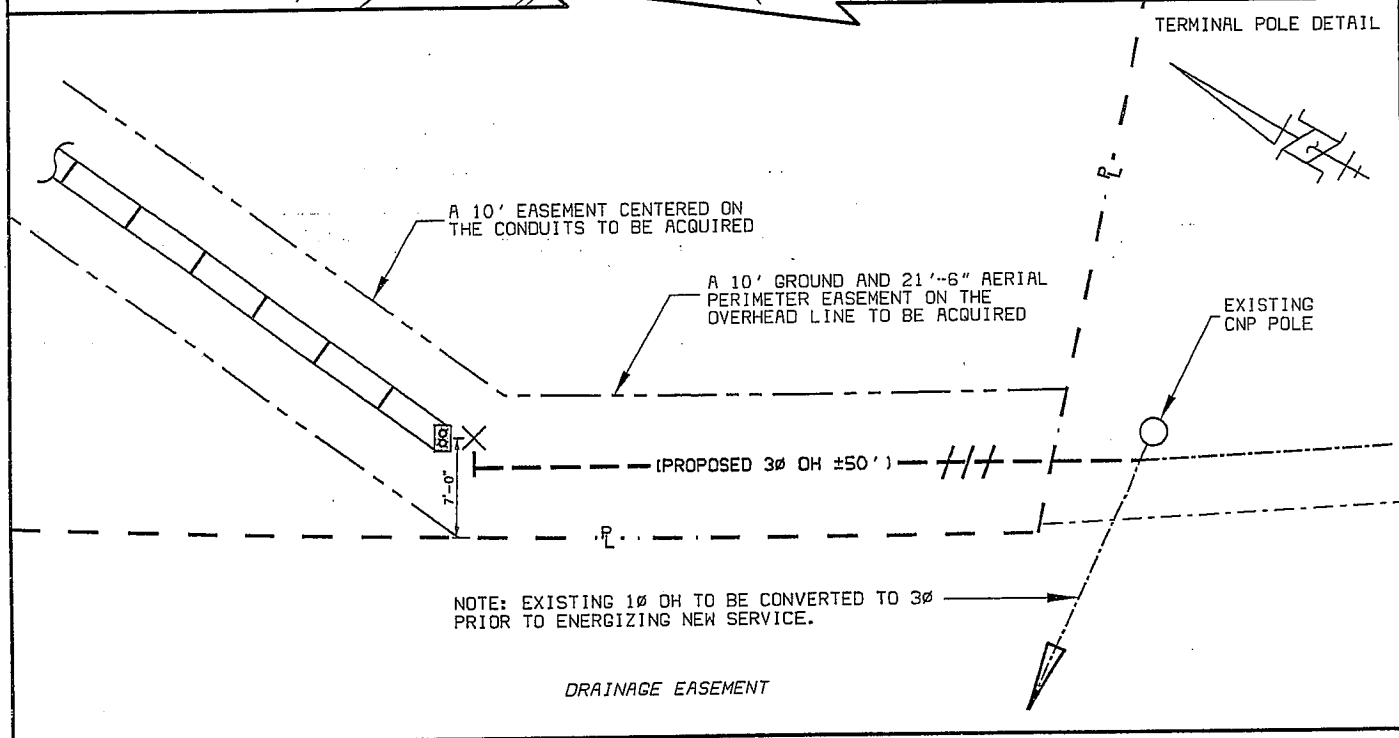 TERMINAL POLE DETAIL
A 10' EASEMENT CENTERED ON
THE CONDUITS TO BE ACQUIRED
A 10' GROUND AND 21'-6" AERIAL
PERIMETER EASEMENT ON THE
OVERHEAD LINE TO BE ACQUIRED
PL
EXISTING
CNP POLE
(PROPOSED 3Ø OH ±50')
7'-0"
PL
NOTE: EXISTING 1Ø OH TO BE CONVERTED TO 3Ø
PRIOR TO ENERGIZING NEW SERVICE.
DRAINAGE EASEMENT